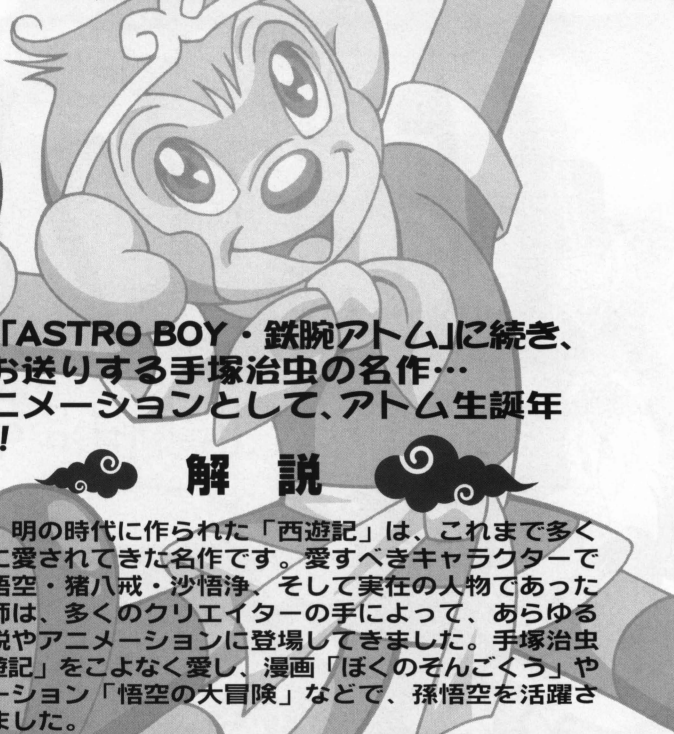 「ASTRO BOY・鉄腕アトム」に続き、
お送りする手塚治虫の名作…
ニメーションとして、アトム生誕年
!
解 説
明の時代に作られた「西遊記」は、これまで多く
に愛されてきた名作です。愛すべきキャラクターで
悟空・猪八戒・沙悟浄、そして実在の人物であった
師は、多くのクリエイターの手によって、あらゆる
説やアニメーションに登場してきました。手塚治虫
遊記」をこよなく愛し、漫画「ぼくのそんごくう」や
ーション「悟空の大冒険」などで、孫悟空を活躍さ
ました。